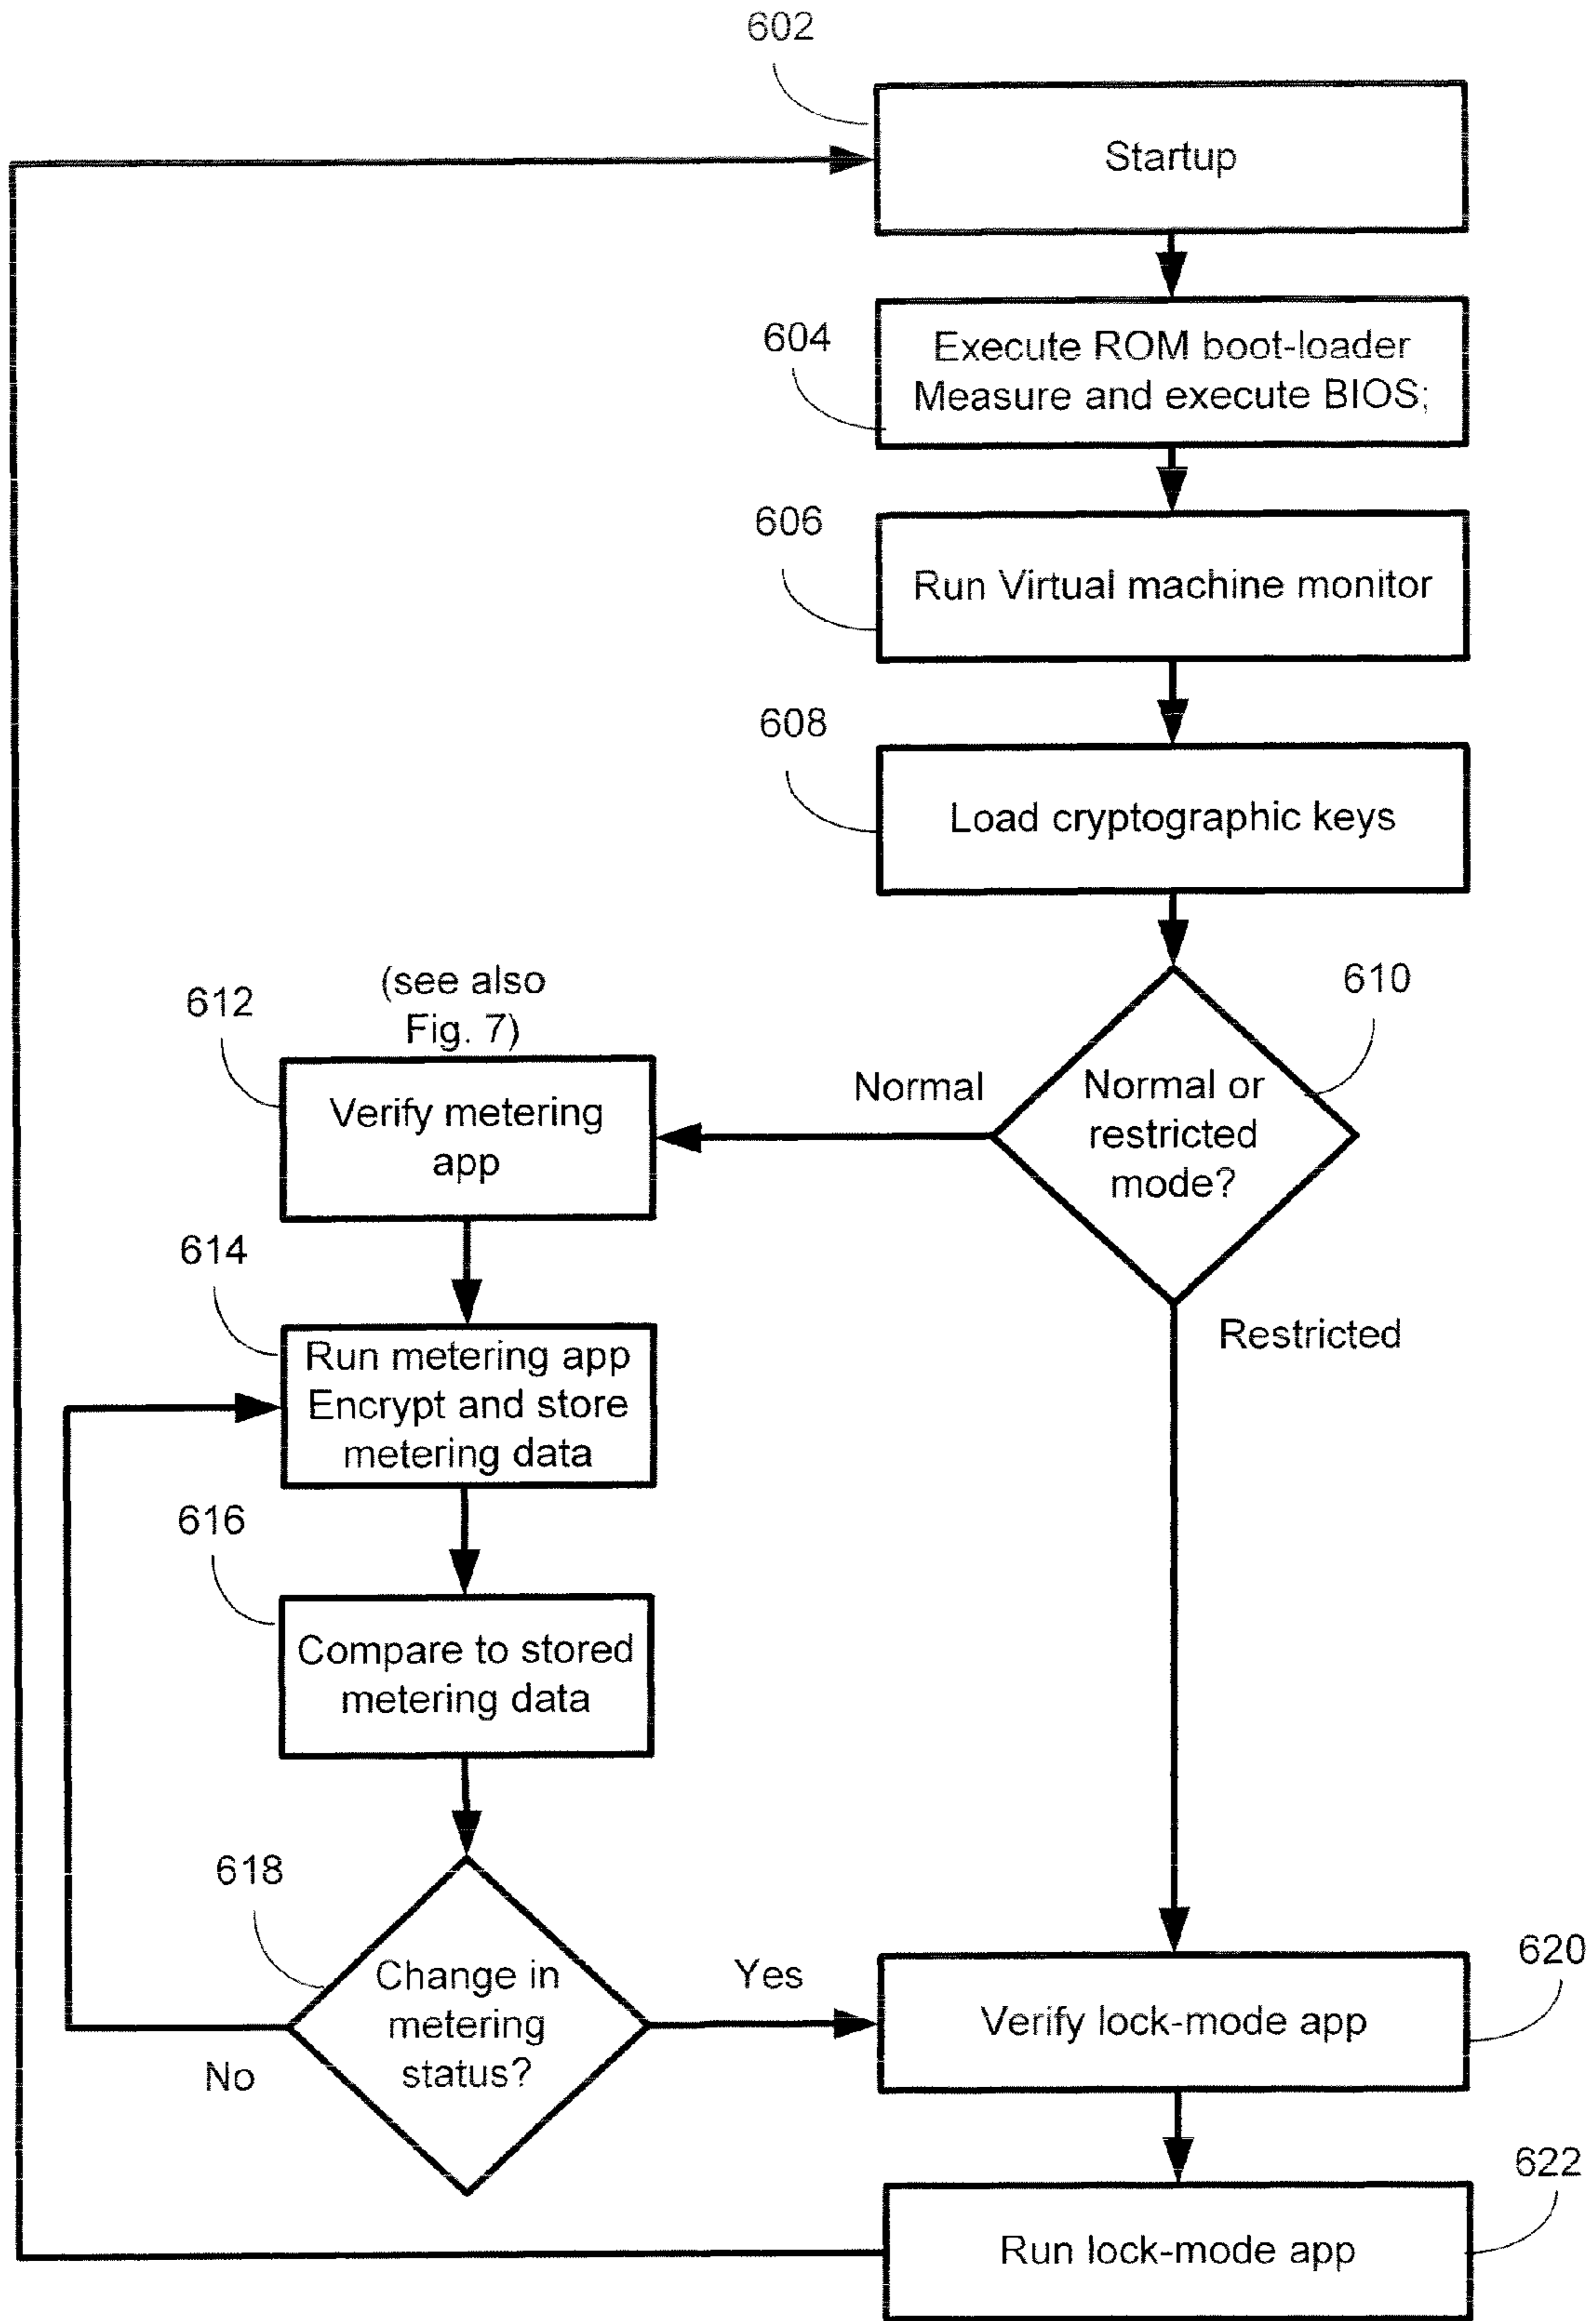 602
Startup
604
Execute ROM boot-loader
Measure and execute BIOS;
606
Run Virtual machine monitor
608
Load cryptographic keys
610
Normal or
restricted
mode?
Normal
Restricted
(see also
Fig. 7)
612
Verify metering
app
614
Run metering app
Encrypt and store
metering data
616
Compare to stored
metering data
618
Change in
metering
status?
Yes
No
620
Verify lock-mode app
622
Run lock-mode app